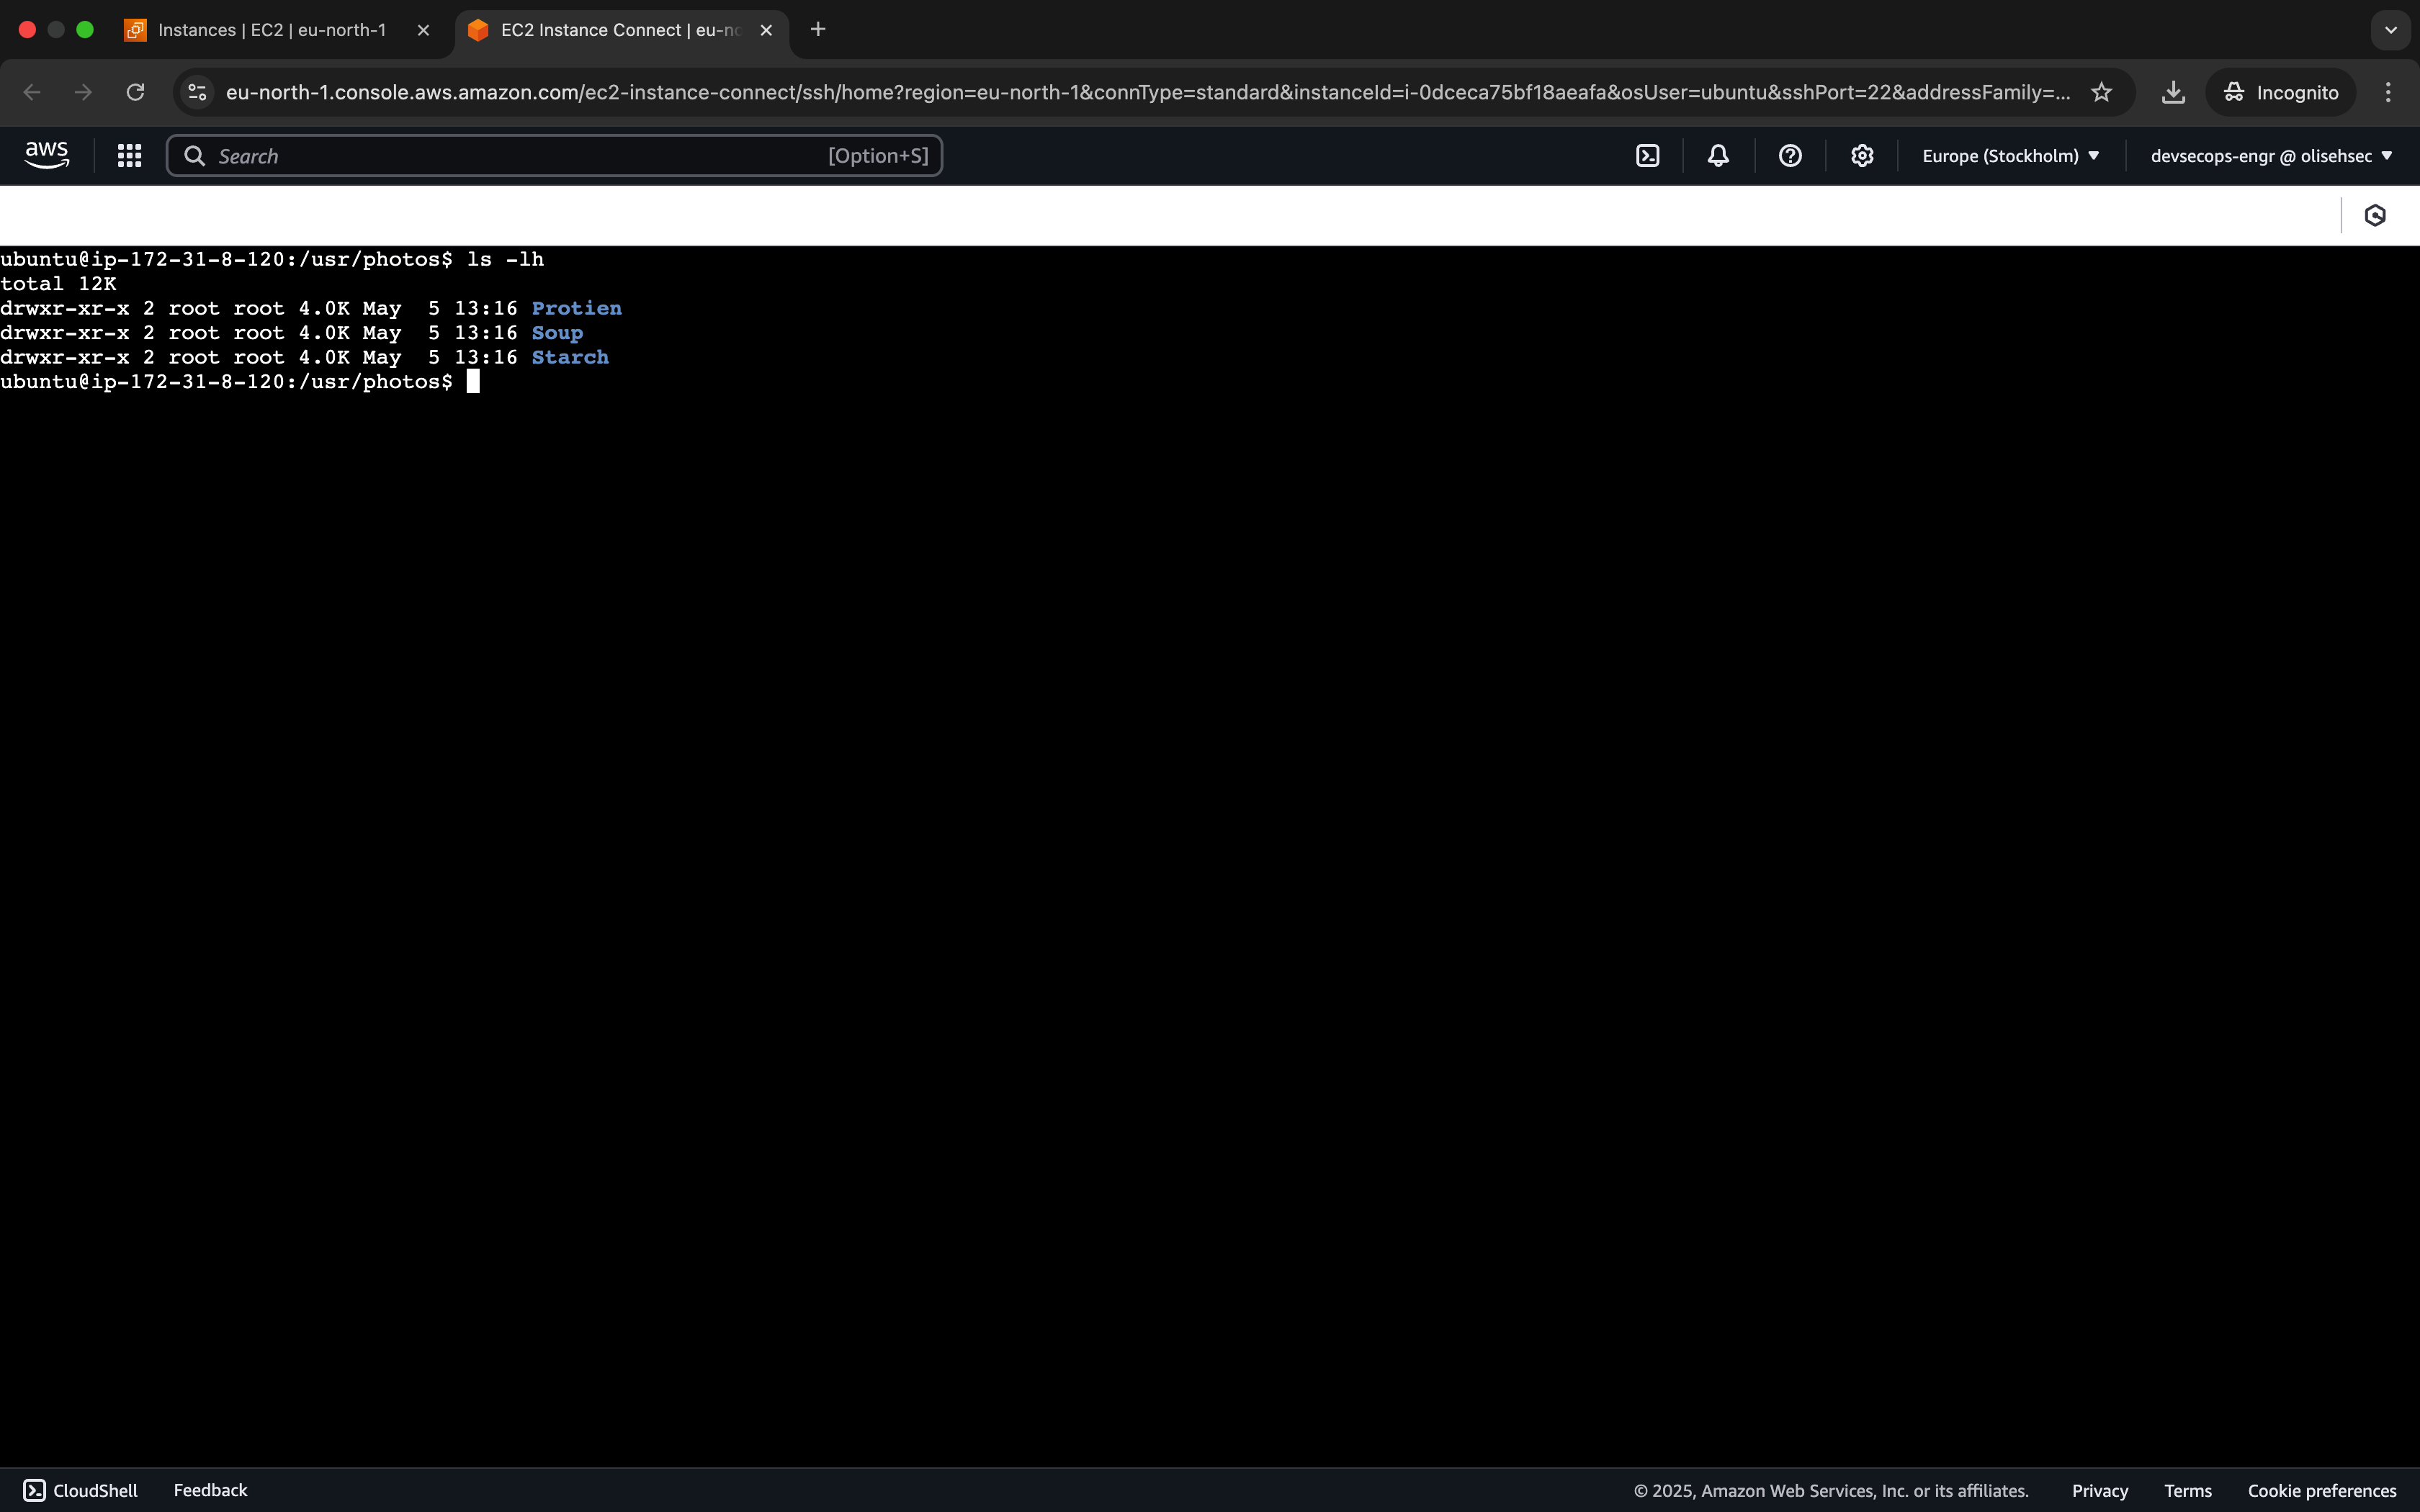 Instances | EC2 | eu-north-1
EC2 Instance Connect | eu-no
eu-north-1.console.aws.amazon.com/ec2-instance-connect/ssh/home?region=eu-north-1&connType=standard&instanceId=i-0dceca75bf18aeafa&osUser=ubuntu&sshPort=22&addressFamily=...
Incognito
aws
Search
[Option+S]
Europe (Stockholm)
devsecops-engr @ olisehsec
ubuntu@ip-172-31-8-120:/usr/photos$ ls -lh
total 12K
drwxr-xr-x 2 root root 4.0K May  5 13:16 Protien
drwxr-xr-x 2 root root 4.0K May  5 13:16 Soup
drwxr-xr-x 2 root root 4.0K May  5 13:16 Starch
ubuntu@ip-172-31-8-120:/usr/photos$
CloudShell
Feedback
© 2025, Amazon Web Services, Inc. or its affiliates.
Privacy
Terms
Cookie preferences